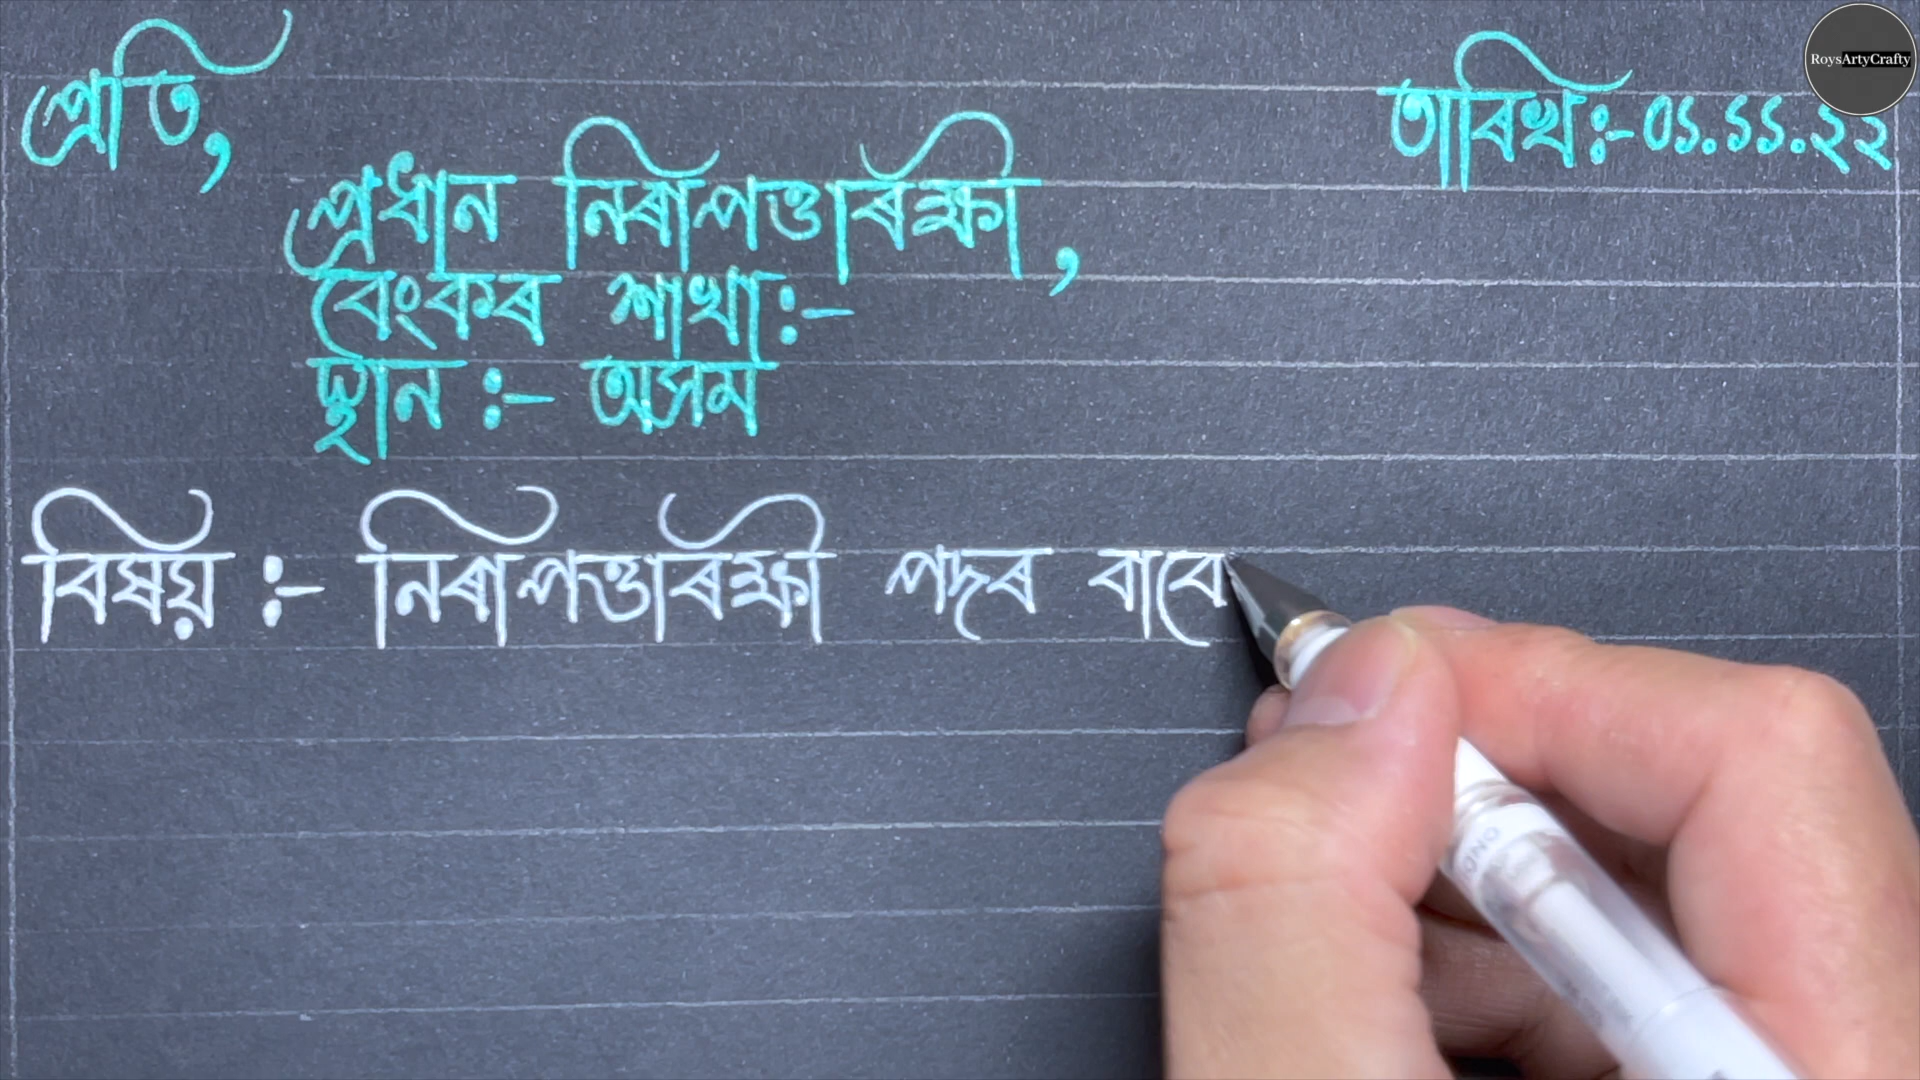 প্ৰতি, তাৰিখ:-০১.১১.২২
প্ৰধান নিৰাপত্তাৰক্ষী,
বেংকৰ শাখা:-
স্থান :- অসম
বিষয় :- নিৰাপত্তাৰক্ষী পদৰ বাবে
RoysArtyCrafty